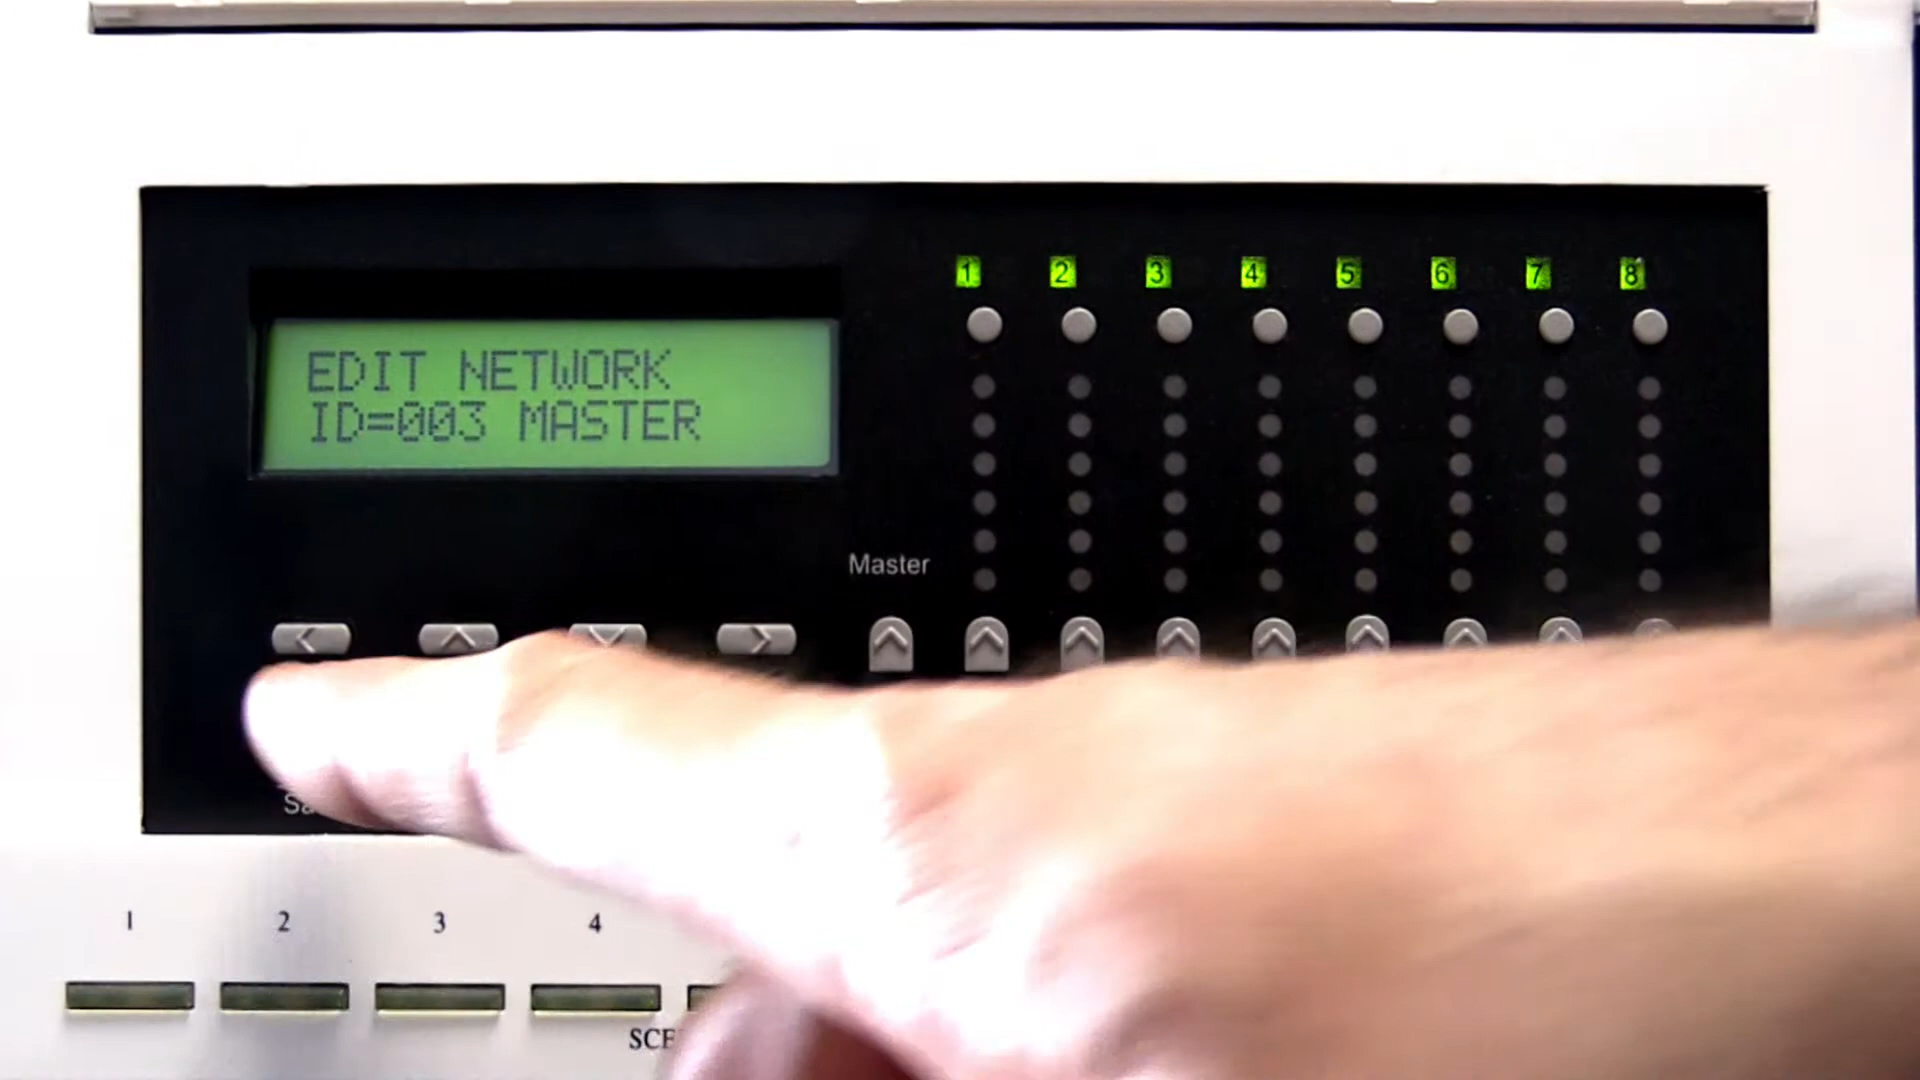 EDIT NETWORK
ID=003 MASTER
1 2 3 4 5 6 7 8
Master
1 2 3 4